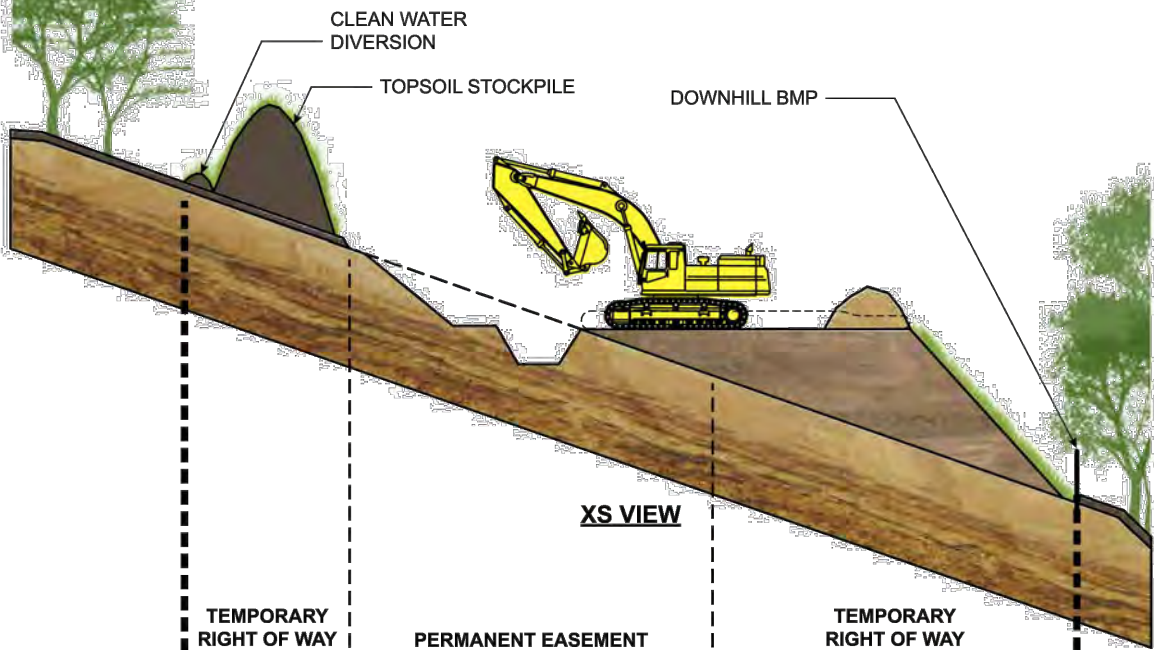 CLEAN WATER
DIVERSION
TOPSOIL STOCKPILE
DOWNHILL BMP
XS VIEW
TEMPORARY
RIGHT OF WAY
PERMANENT EASEMENT
TEMPORARY
RIGHT OF WAY